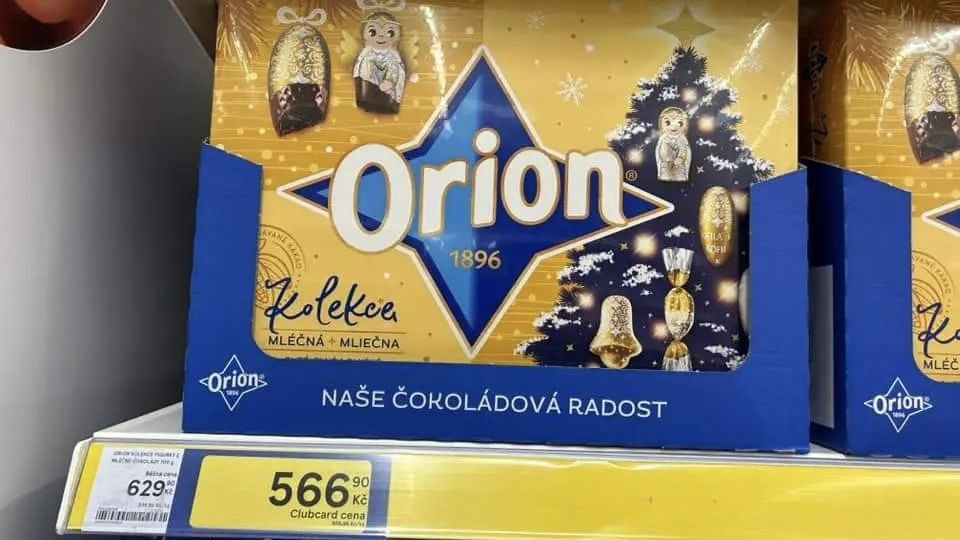 Orion
1896
Kolekce
MLÉČNÁ + MLIEČNA
Orion
1896
NAŠE ČOKOLÁDOVÁ RADOST
Orion
1896
ORION KOLEKCE FIGURKY Z
MLÉČNÉ ČOKOLÁDY
Běžná cena
629 90 Kč
566 90 Kč
Clubcard cena